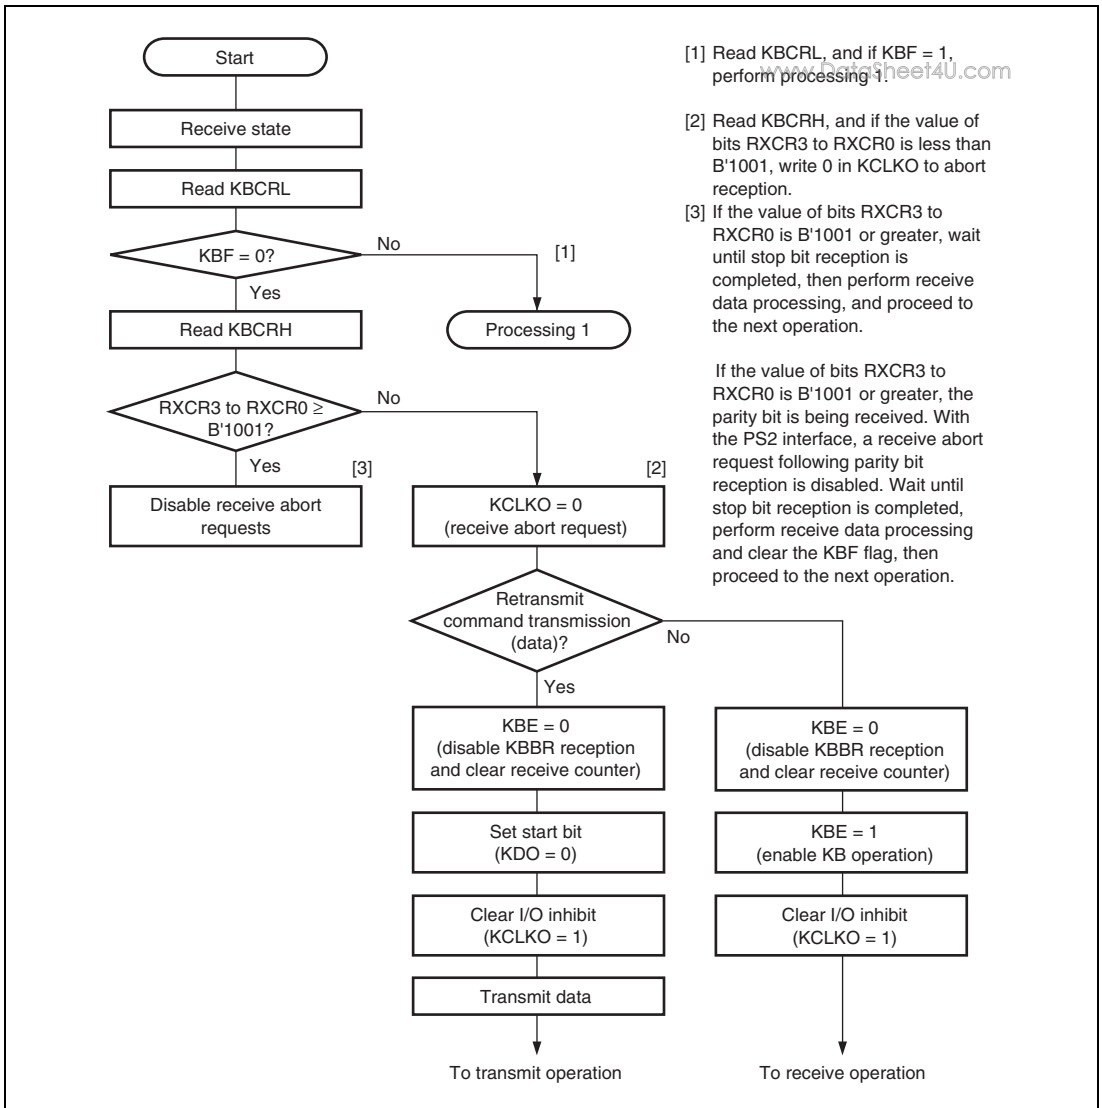 Start
Receive state
Read KBCRL
KBF = 0?
No
[1]
Yes
Processing 1
Read KBCRH
RXCR3 to RXCR0 ≥
B'1001?
No
Yes
[3]
[2]
Disable receive abort
requests
KCLKO = 0
(receive abort request)
Retransmit
command transmission
(data)?
No
Yes
KBE = 0
(disable KBBR reception
and clear receive counter)
KBE = 0
(disable KBBR reception
and clear receive counter)
Set start bit
(KDO = 0)
KBE = 1
(enable KB operation)
Clear I/O inhibit
(KCLKO = 1)
Clear I/O inhibit
(KCLKO = 1)
Transmit data
To transmit operation
To receive operation
[1] Read KBCRL, and if KBF = 1,
perform processing 1.
www.DataSheet4U.com
[2] Read KBCRH, and if the value of
bits RXCR3 to RXCR0 is less than
B'1001, write 0 in KCLKO to abort
reception.
[3] If the value of bits RXCR3 to
RXCR0 is B'1001 or greater, wait
until stop bit reception is
completed, then perform receive
data processing, and proceed to
the next operation.
If the value of bits RXCR3 to
RXCR0 is B'1001 or greater, the
parity bit is being received. With
the PS2 interface, a receive abort
request following parity bit
reception is disabled. Wait until
stop bit reception is completed,
perform receive data processing
and clear the KBF flag, then
proceed to the next operation.